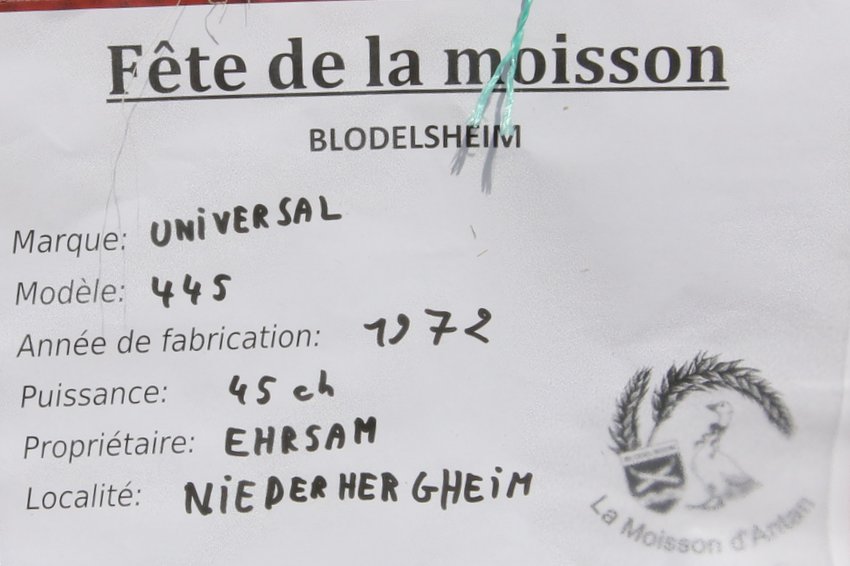 Fête de la moisson
BLODELSHEIM
Marque: UNIVERSAL
Modèle: 445
Année de fabrication: 1972
Puissance: 45 ch
Propriétaire: EHRSAM
Localité: NIEDERHERGHEIM
La Moisson d'Antan